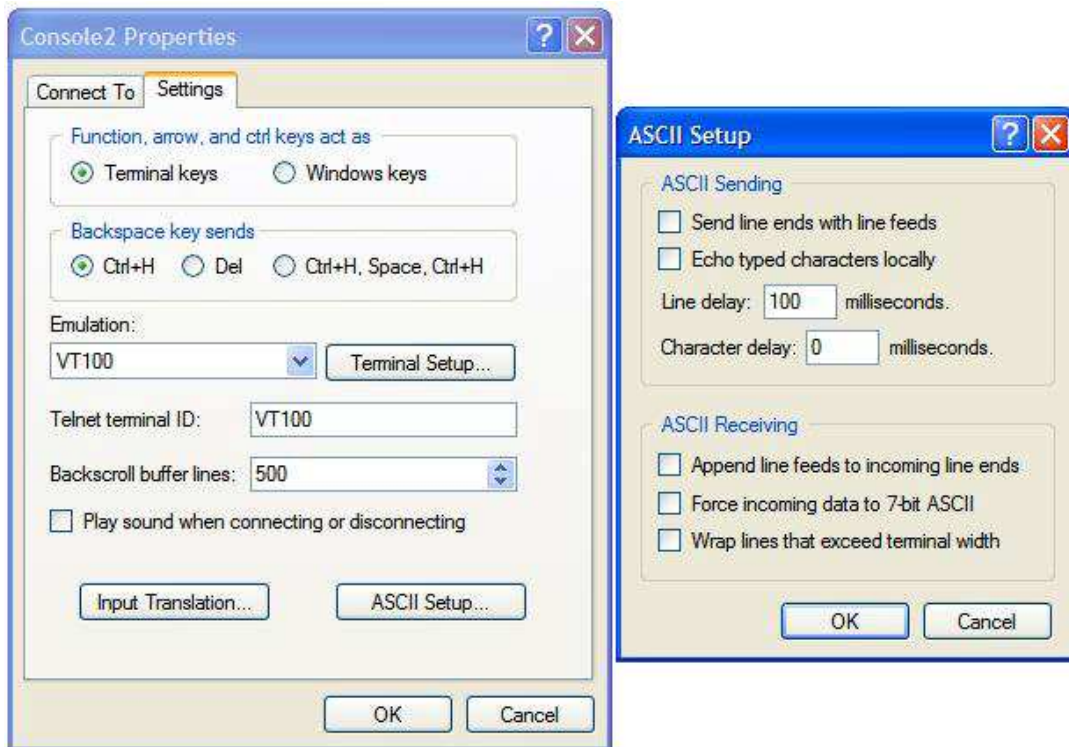 Console2 Properties
Connect To Settings
Function, arrow, and ctrl keys act as
Terminal keys Windows keys
Backspace key sends
Ctrl+H Del Ctrl+H, Space, Ctrl+H
Emulation:
VT100 Terminal Setup...
Telnet terminal ID: VT100
Backscroll buffer lines: 500
Play sound when connecting or disconnecting
Input Translation... ASCII Setup...
OK Cancel
ASCII Setup
ASCII Sending
Send line ends with line feeds
Echo typed characters locally
Line delay: 100 milliseconds.
Character delay: 0 milliseconds.
ASCII Receiving
Append line feeds to incoming line ends
Force incoming data to 7-bit ASCII
Wrap lines that exceed terminal width
OK Cancel